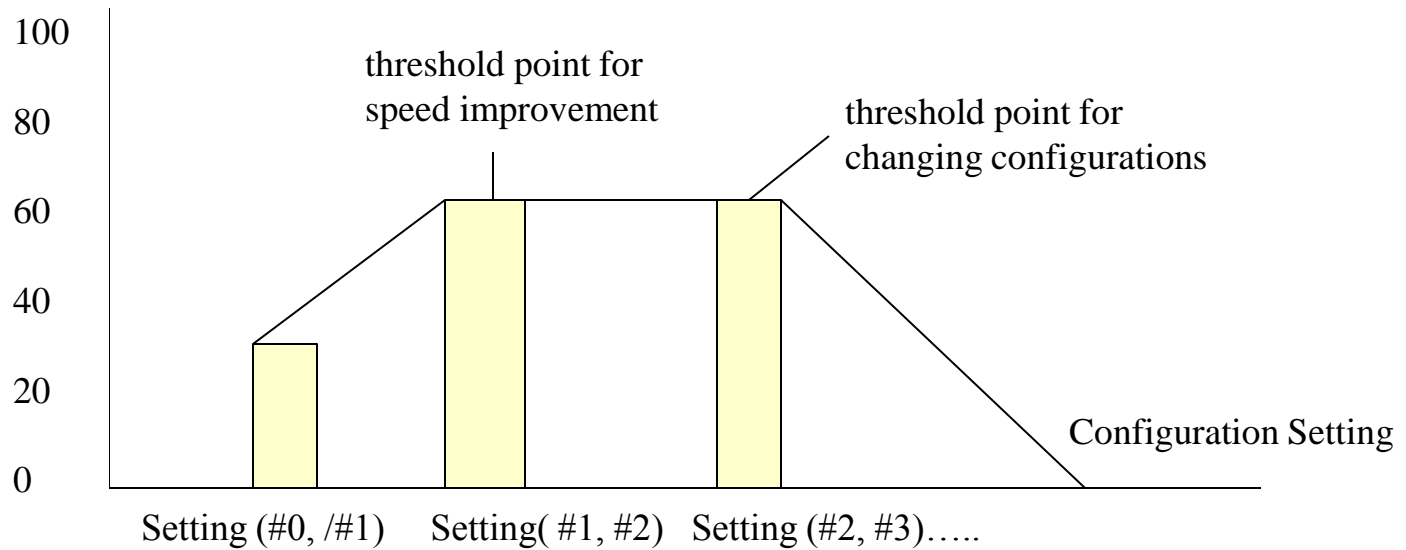 100
80
60
40
20
0
threshold point for
speed improvement
threshold point for
changing configurations
Configuration Setting
Setting (#0, /#1)
Setting( #1, #2)
Setting (#2, #3)…..